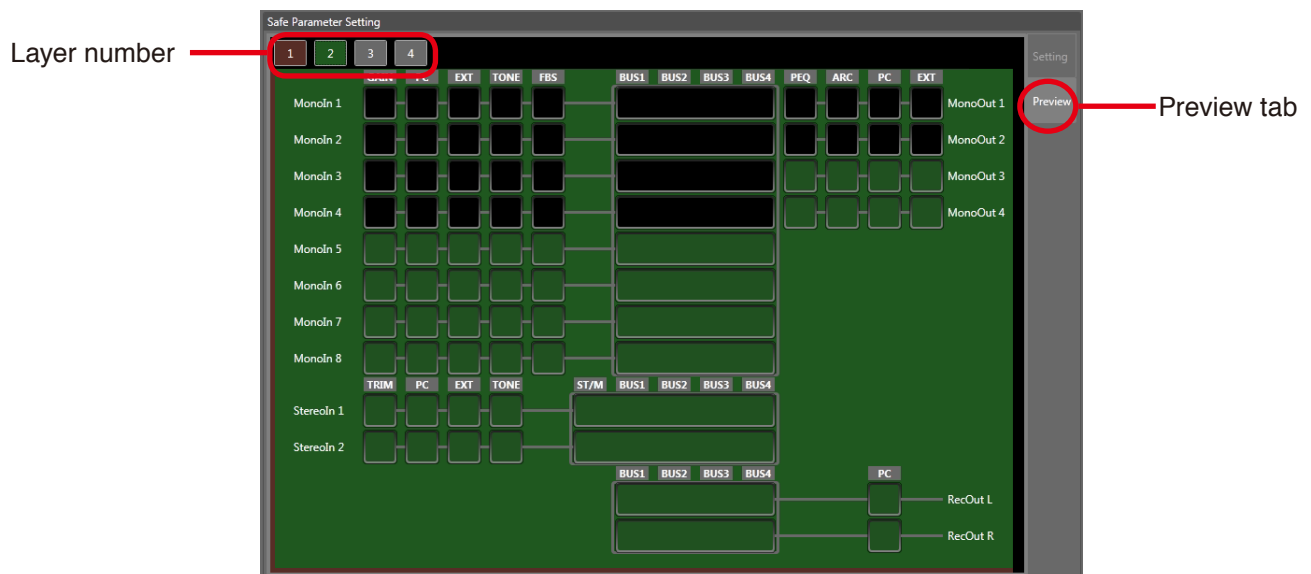 Safe Parameter Setting
Layer number
1 2 3 4
Setting
GAIN PC EXT TONE FBS BUS1 BUS2 BUS3 BUS4 PEQ ARC PC EXT
MonoIn 1 MonoOut 1
Preview
Preview tab
MonoIn 2 MonoOut 2
MonoIn 3 MonoOut 3
MonoIn 4 MonoOut 4
MonoIn 5
MonoIn 6
MonoIn 7
MonoIn 8
TRIM PC EXT TONE ST/M BUS1 BUS2 BUS3 BUS4
StereoIn 1
StereoIn 2
BUS1 BUS2 BUS3 BUS4 PC
RecOut L
RecOut R